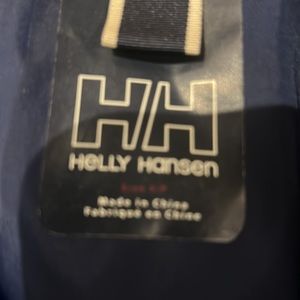 HH
Helly Hansen
Made in China
Fabriqué en Chine